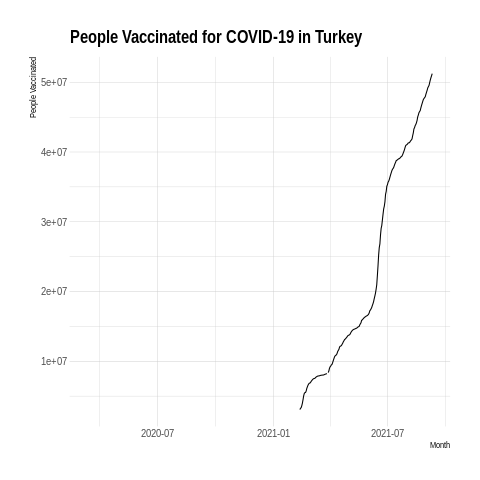 People Vaccinated for COVID-19 in Turkey
People Vaccinated
5e+07
4e+07
3e+07
2e+07
1e+07
2020-07
2021-01
2021-07
Month